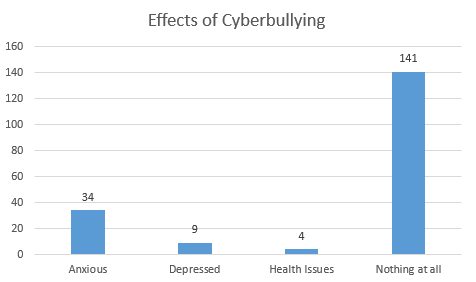 Effects of Cyberbullying
160
140
120
100
80
60
40
20
0
34
9
4
141
Anxious
Depressed
Health Issues
Nothing at all